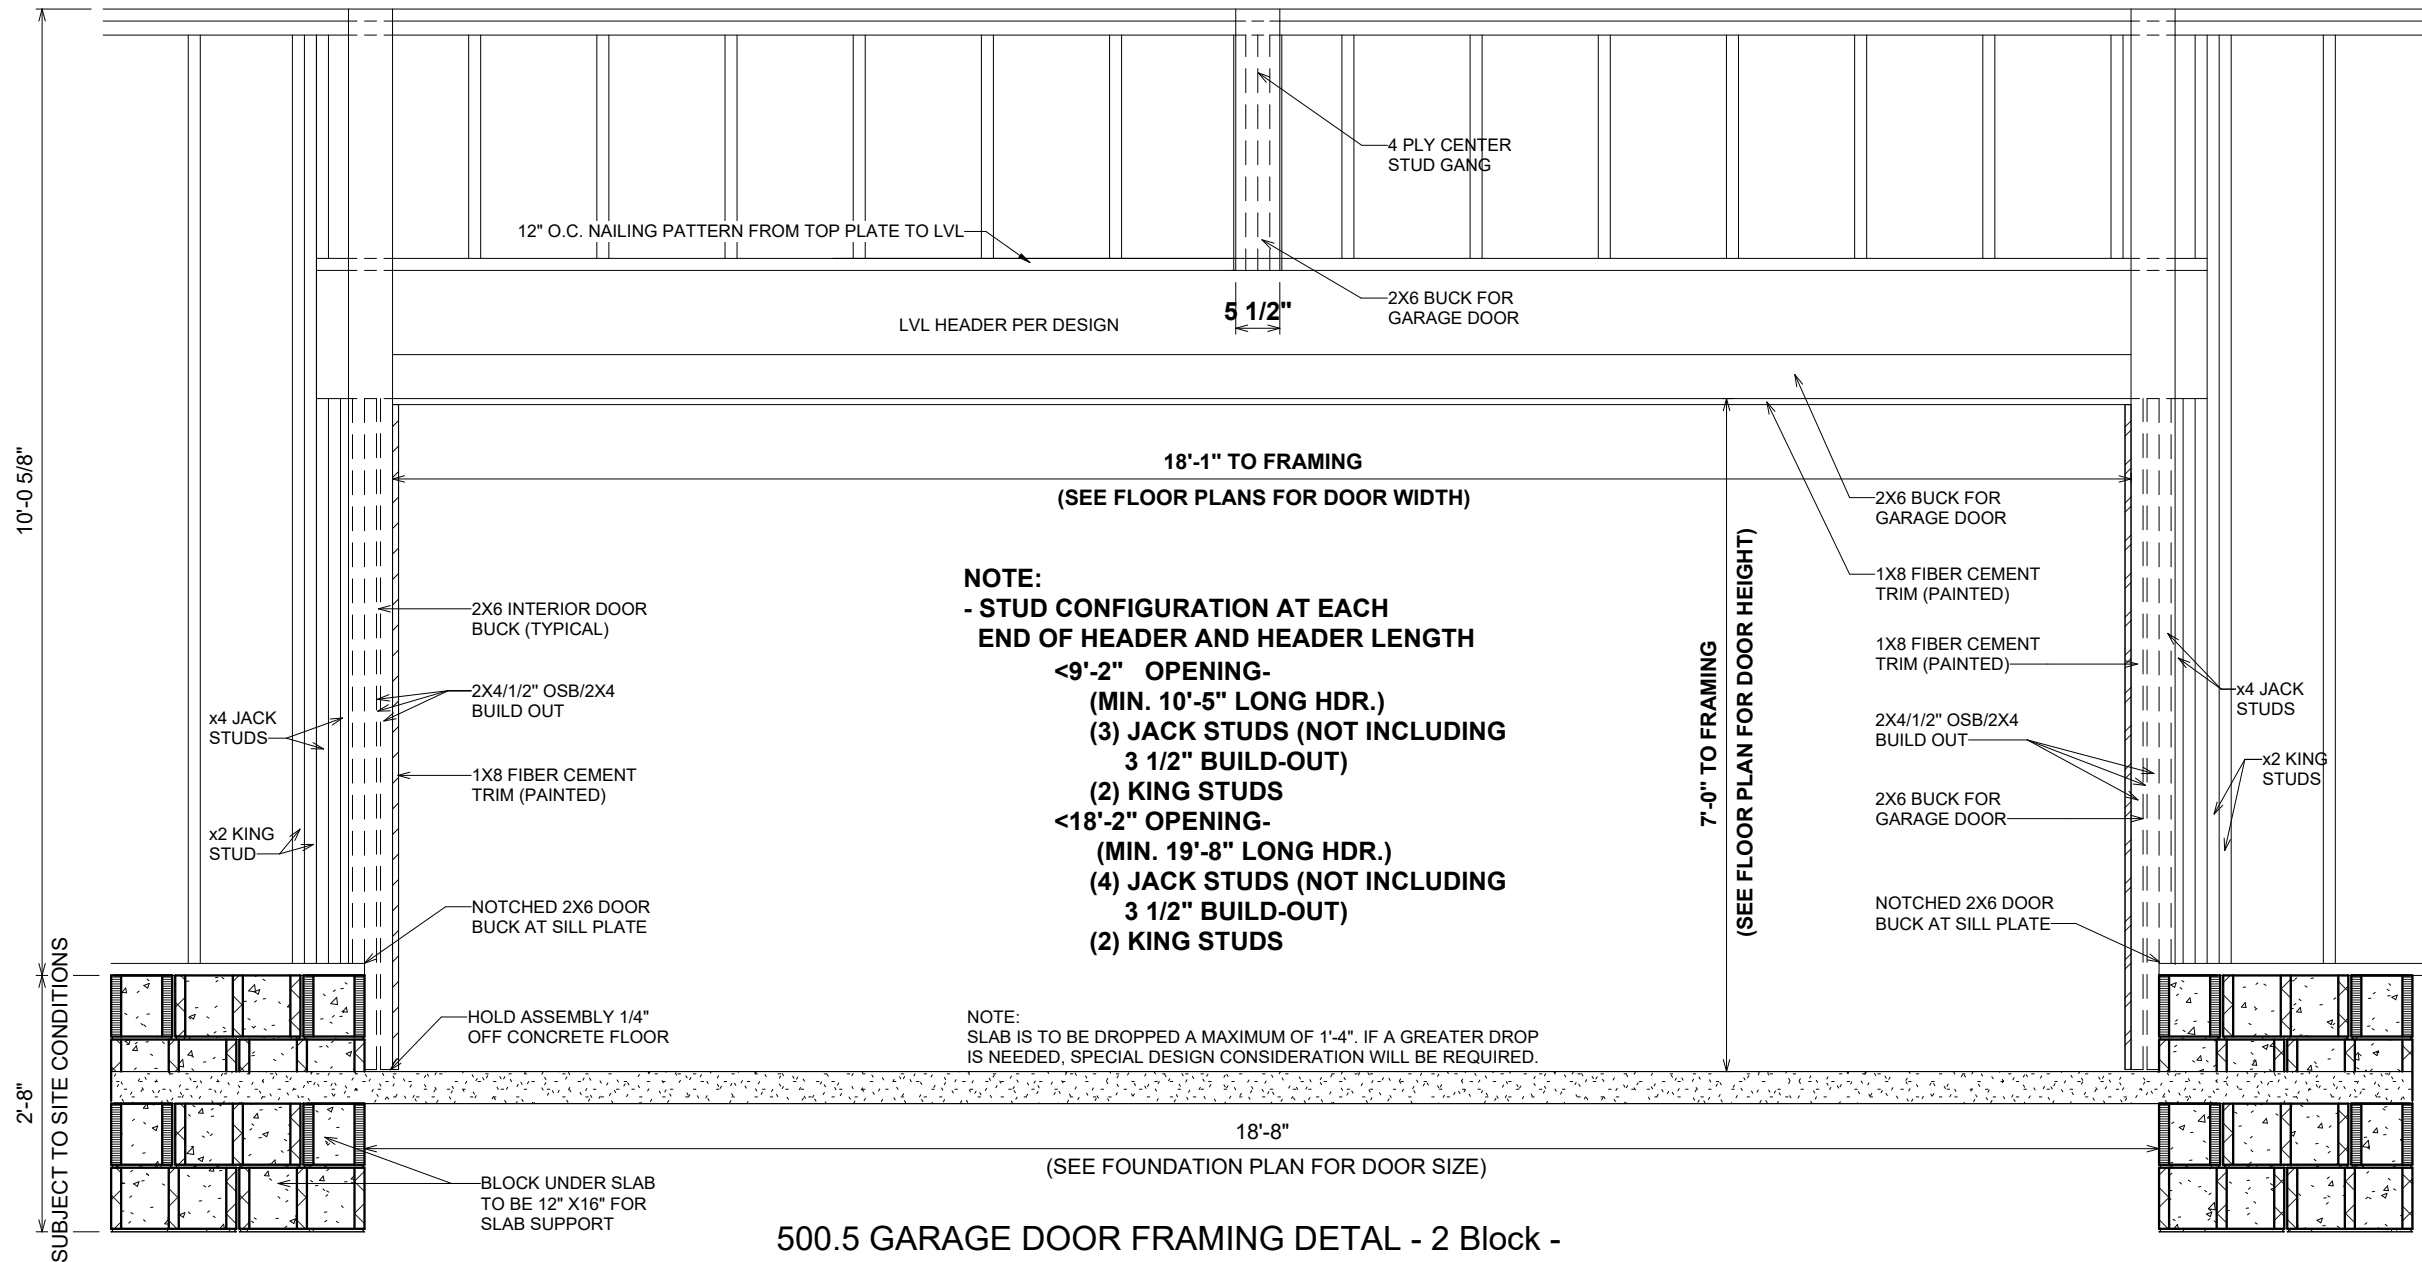 4 PLY CENTER
STUD GANG
12" O.C. NAILING PATTERN FROM TOP PLATE TO LVL
2X6 BUCK FOR
GARAGE DOOR
5 1/2"
LVL HEADER PER DESIGN
10'-0 5/8"
18'-1" TO FRAMING
(SEE FLOOR PLANS FOR DOOR WIDTH)
2X6 BUCK FOR
GARAGE DOOR
1X8 FIBER CEMENT
TRIM (PAINTED)
1X8 FIBER CEMENT
TRIM (PAINTED)
x4 JACK
STUDS
2X4/1/2" OSB/2X4
BUILD OUT
x2 KING
STUDS
2X6 BUCK FOR
GARAGE DOOR
NOTCHED 2X6 DOOR
BUCK AT SILL PLATE
7'-0" TO FRAMING
(SEE FLOOR PLAN FOR DOOR HEIGHT)
NOTE:
- STUD CONFIGURATION AT EACH
END OF HEADER AND HEADER LENGTH
<9'-2" OPENING-
(MIN. 10'-5" LONG HDR.)
(3) JACK STUDS (NOT INCLUDING
3 1/2" BUILD-OUT)
(2) KING STUDS
<18'-2" OPENING-
(MIN. 19'-8" LONG HDR.)
(4) JACK STUDS (NOT INCLUDING
3 1/2" BUILD-OUT)
(2) KING STUDS
2X6 INTERIOR DOOR
BUCK (TYPICAL)
2X4/1/2" OSB/2X4
BUILD OUT
x4 JACK
STUDS
1X8 FIBER CEMENT
TRIM (PAINTED)
x2 KING
STUD
NOTCHED 2X6 DOOR
BUCK AT SILL PLATE
HOLD ASSEMBLY 1/4"
OFF CONCRETE FLOOR
NOTE:
SLAB IS TO BE DROPPED A MAXIMUM OF 1'-4". IF A GREATER DROP
IS NEEDED, SPECIAL DESIGN CONSIDERATION WILL BE REQUIRED.
2'-8"
SUBJECT TO SITE CONDITIONS
18'-8"
(SEE FOUNDATION PLAN FOR DOOR SIZE)
BLOCK UNDER SLAB
TO BE 12" X16" FOR
SLAB SUPPORT
500.5 GARAGE DOOR FRAMING DETAL - 2 Block -